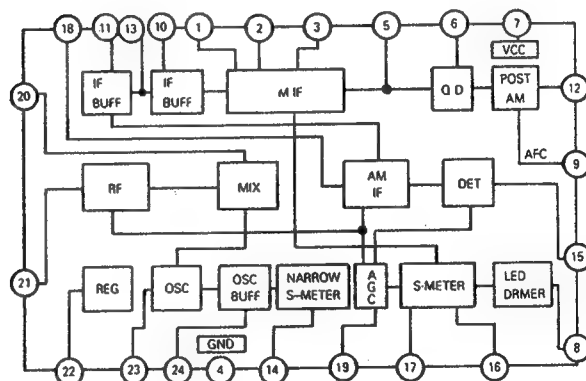 18 11 13 10 1 2 3 5 6 7
VCC
20 IF BUFF IF BUFF M IF Q D POST AM 12
AFC 9
RF MIX AM IF DET
15
21 REG OSC OSC BUFF NARROW S-METER AGC S-METER LED DRMER
GND
22 23 24 4 14 19 17 16 8